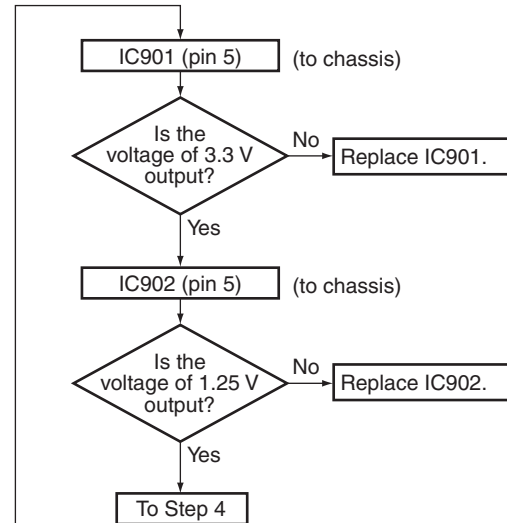 IC901 (pin 5) (to chassis)
Is the
voltage of 3.3 V
output?
No
Replace IC901.
Yes
IC902 (pin 5) (to chassis)
Is the
voltage of 1.25 V
output?
No
Replace IC902.
Yes
To Step 4